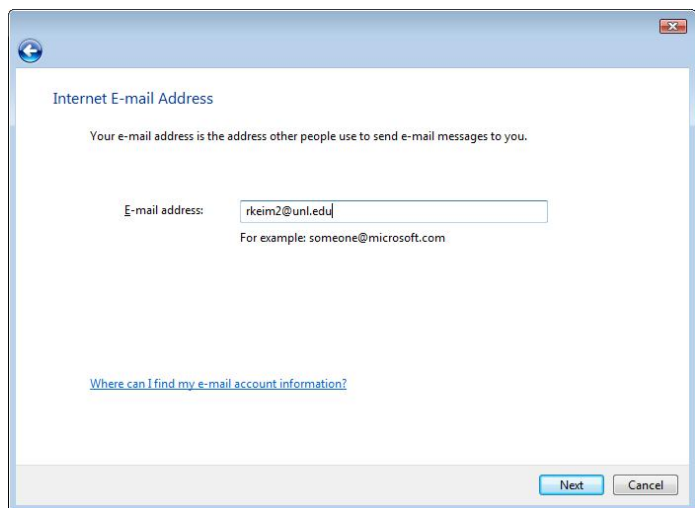 Internet E-mail Address
Your e-mail address is the address other people use to send e-mail messages to you.
E-mail address: rkeim2@unl.edu
For example: someone@microsoft.com
Where can I find my e-mail account information?
Next Cancel